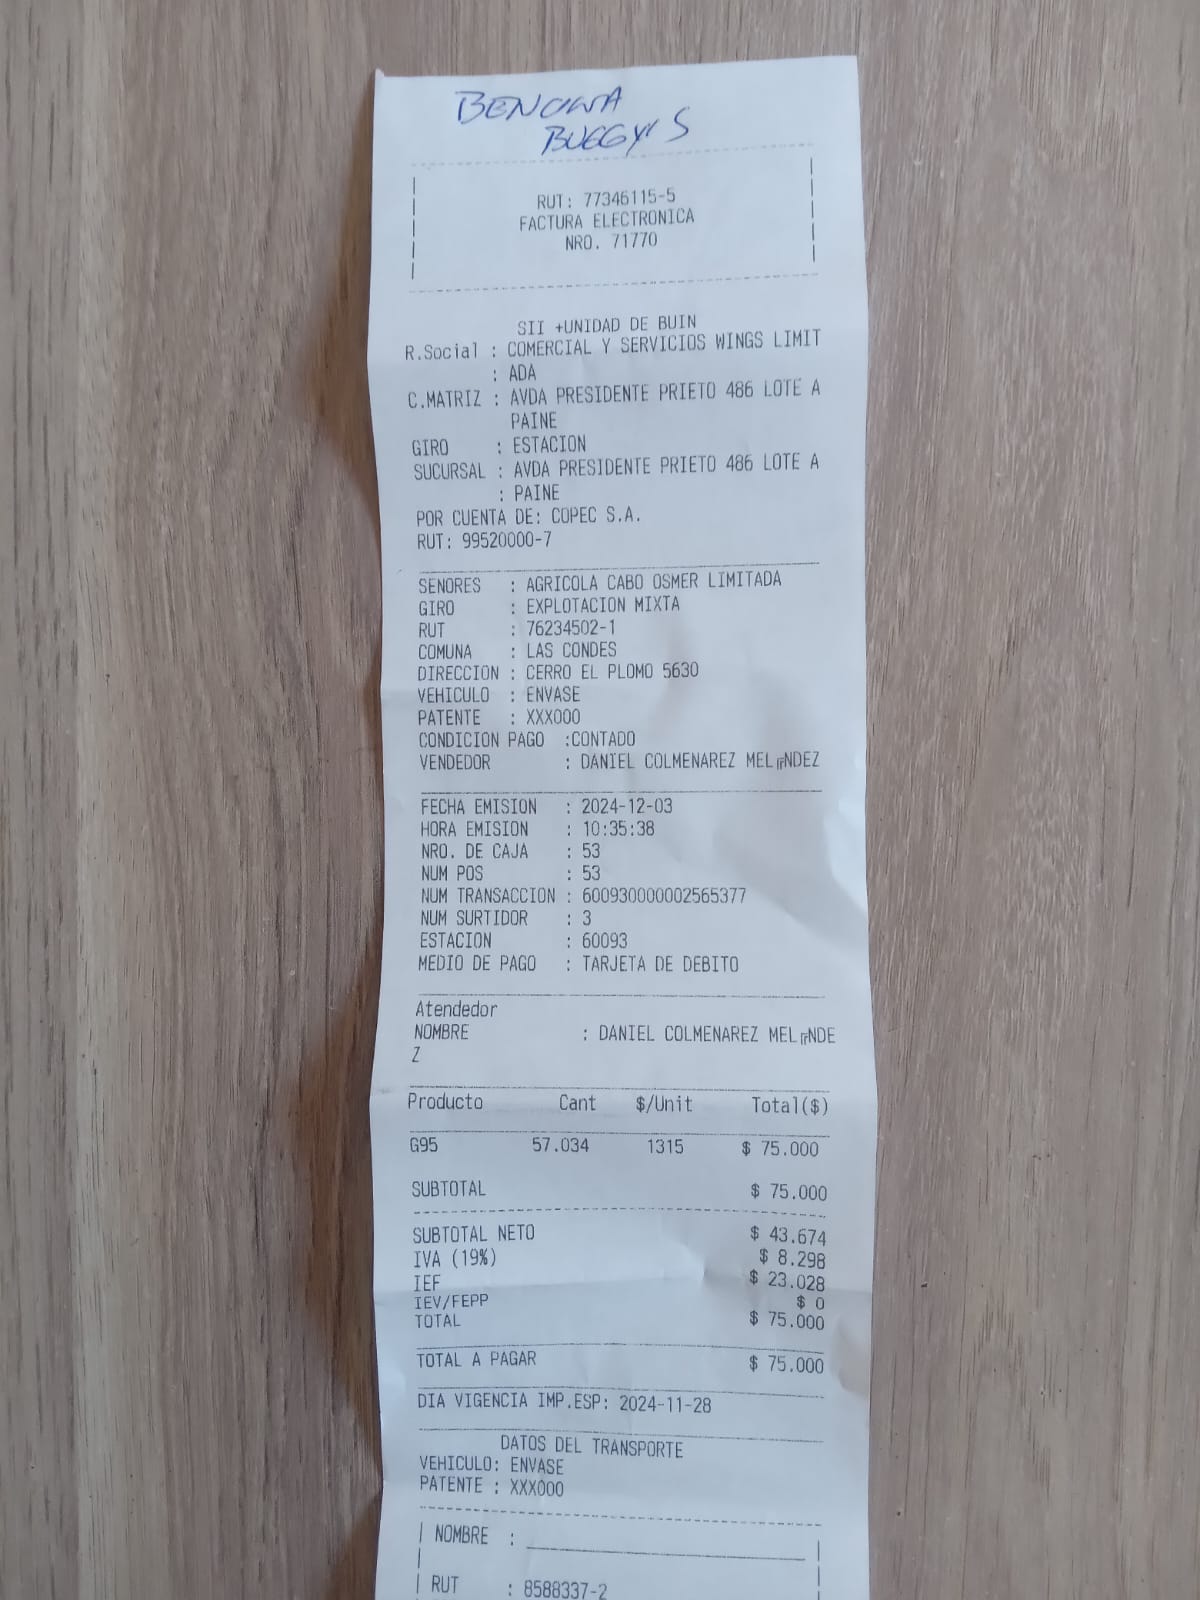 BENCINA
BUGGY'S
RUT: 77346115-5
FACTURA ELECTRONICA
NRO. 71770
SII +UNIDAD DE BUIN
R.Social : COMERCIAL Y SERVICIOS WINGS LIMIT
: ADA
C.MATRIZ : AVDA PRESIDENTE PRIETO 486 LOTE A
PAINE
GIRO : ESTACION
SUCURSAL : AVDA PRESIDENTE PRIETO 486 LOTE A
: PAINE
POR CUENTA DE: COPEC S.A.
RUT: 99520000-7
SENORES : AGRICOLA CABO OSMER LIMITADA
GIRO : EXPLOTACION MIXTA
RUT : 76234502-1
COMUNA : LAS CONDES
DIRECCION : CERRO EL PLOMO 5630
VEHICULO : ENVASE
PATENTE : XXX000
CONDICION PAGO :CONTADO
VENDEDOR : DANIEL COLMENAREZ MEL╔NDEZ
FECHA EMISION : 2024-12-03
HORA EMISION : 10:35:38
NRO. DE CAJA : 53
NUM POS : 53
NUM TRANSACCION : 600930000002565377
NUM SURTIDOR : 3
ESTACION : 60093
MEDIO DE PAGO : TARJETA DE DEBITO
Atendedor
NOMBRE : DANIEL COLMENAREZ MEL╔NDE
Z
Producto Cant $/Unit Total($)
G95 57.034 1315 $ 75.000
SUBTOTAL $ 75.000
SUBTOTAL NETO $ 43.674
IVA (19%) $ 8.298
IEF $ 23.028
IEV/FEPP $ 0
TOTAL $ 75.000
TOTAL A PAGAR $ 75.000
DIA VIGENCIA IMP.ESP: 2024-11-28
DATOS DEL TRANSPORTE
VEHICULO: ENVASE
PATENTE : XXX000
NOMBRE :
RUT : 8588337-2